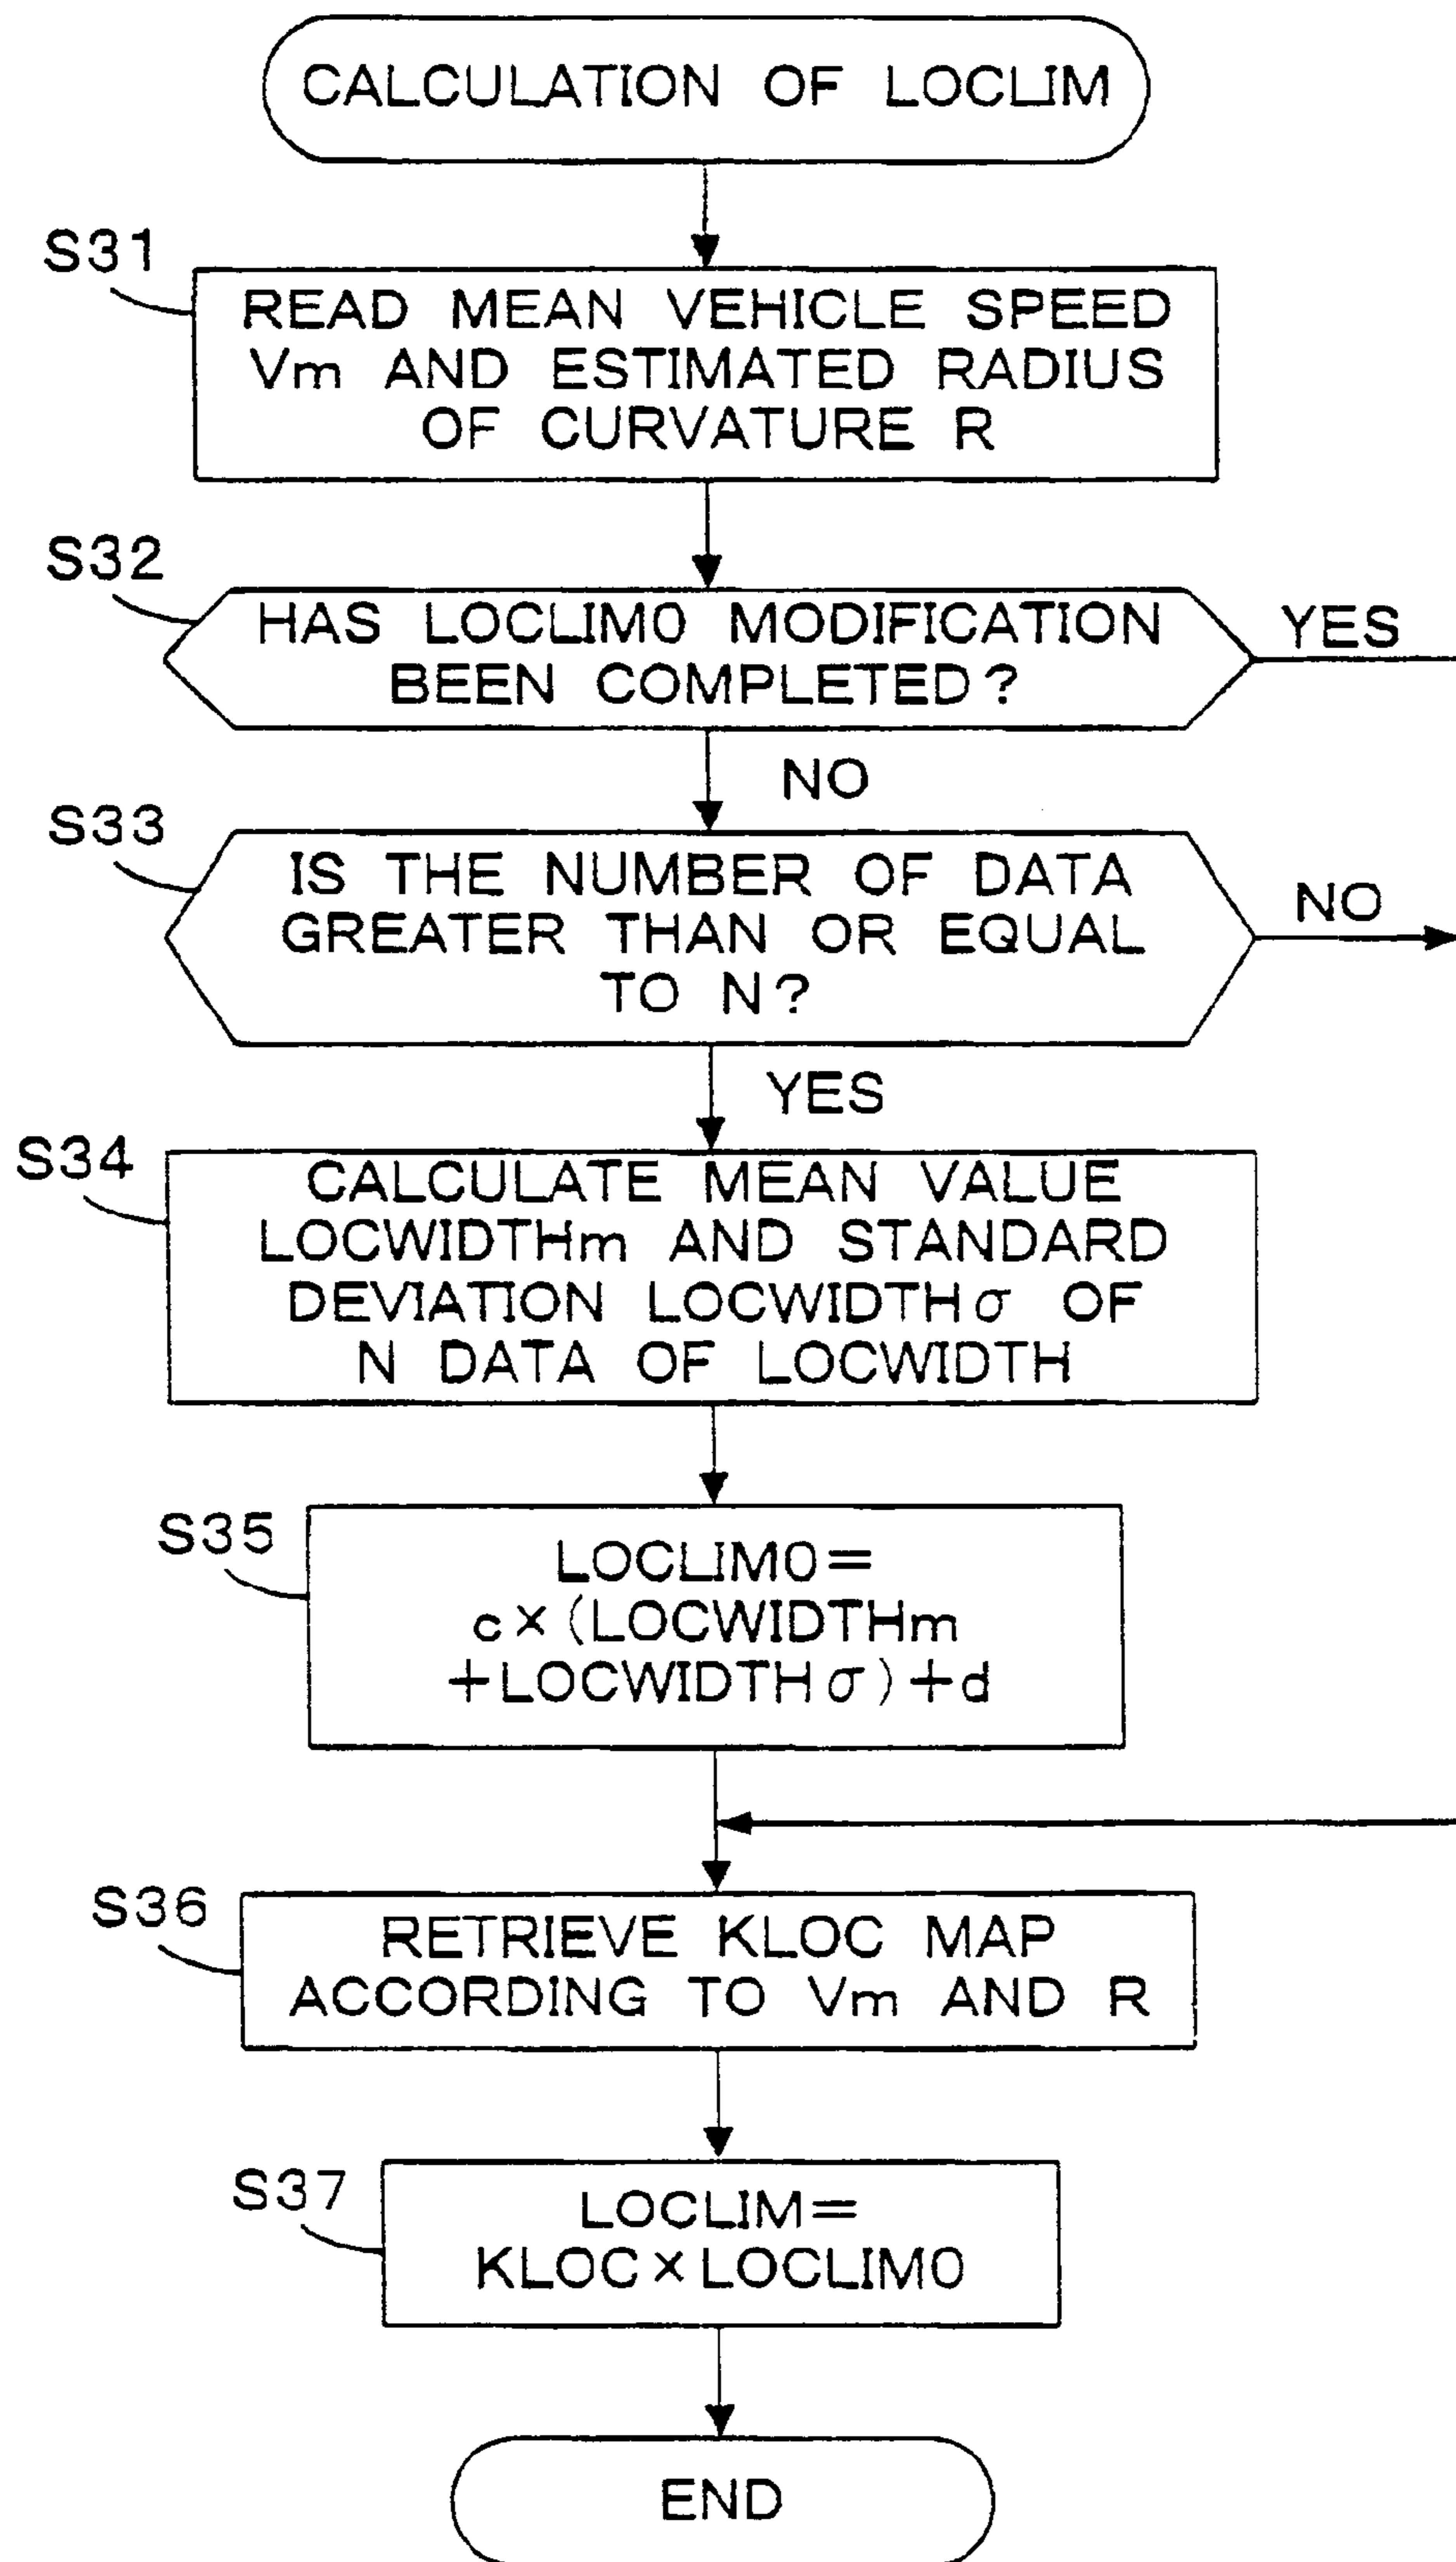 CALCULATION OF LOCLIM
S31
READ MEAN VEHICLE SPEED
Vm AND ESTIMATED RADIUS
OF CURVATURE R
S32
HAS LOCLIM0 MODIFICATION
BEEN COMPLETED?
YES
NO
S33
IS THE NUMBER OF DATA
GREATER THAN OR EQUAL
TO N?
NO
YES
S34
CALCULATE MEAN VALUE
LOCWIDTHm AND STANDARD
DEVIATION LOCWIDTHσ OF
N DATA OF LOCWIDTH
S35
LOCLIM0=
c×(LOCWIDTHm
+LOCWIDTHσ)+d
S36
RETRIEVE KLOC MAP
ACCORDING TO Vm AND R
S37
LOCLIM=
KLOC×LOCLIM0
END